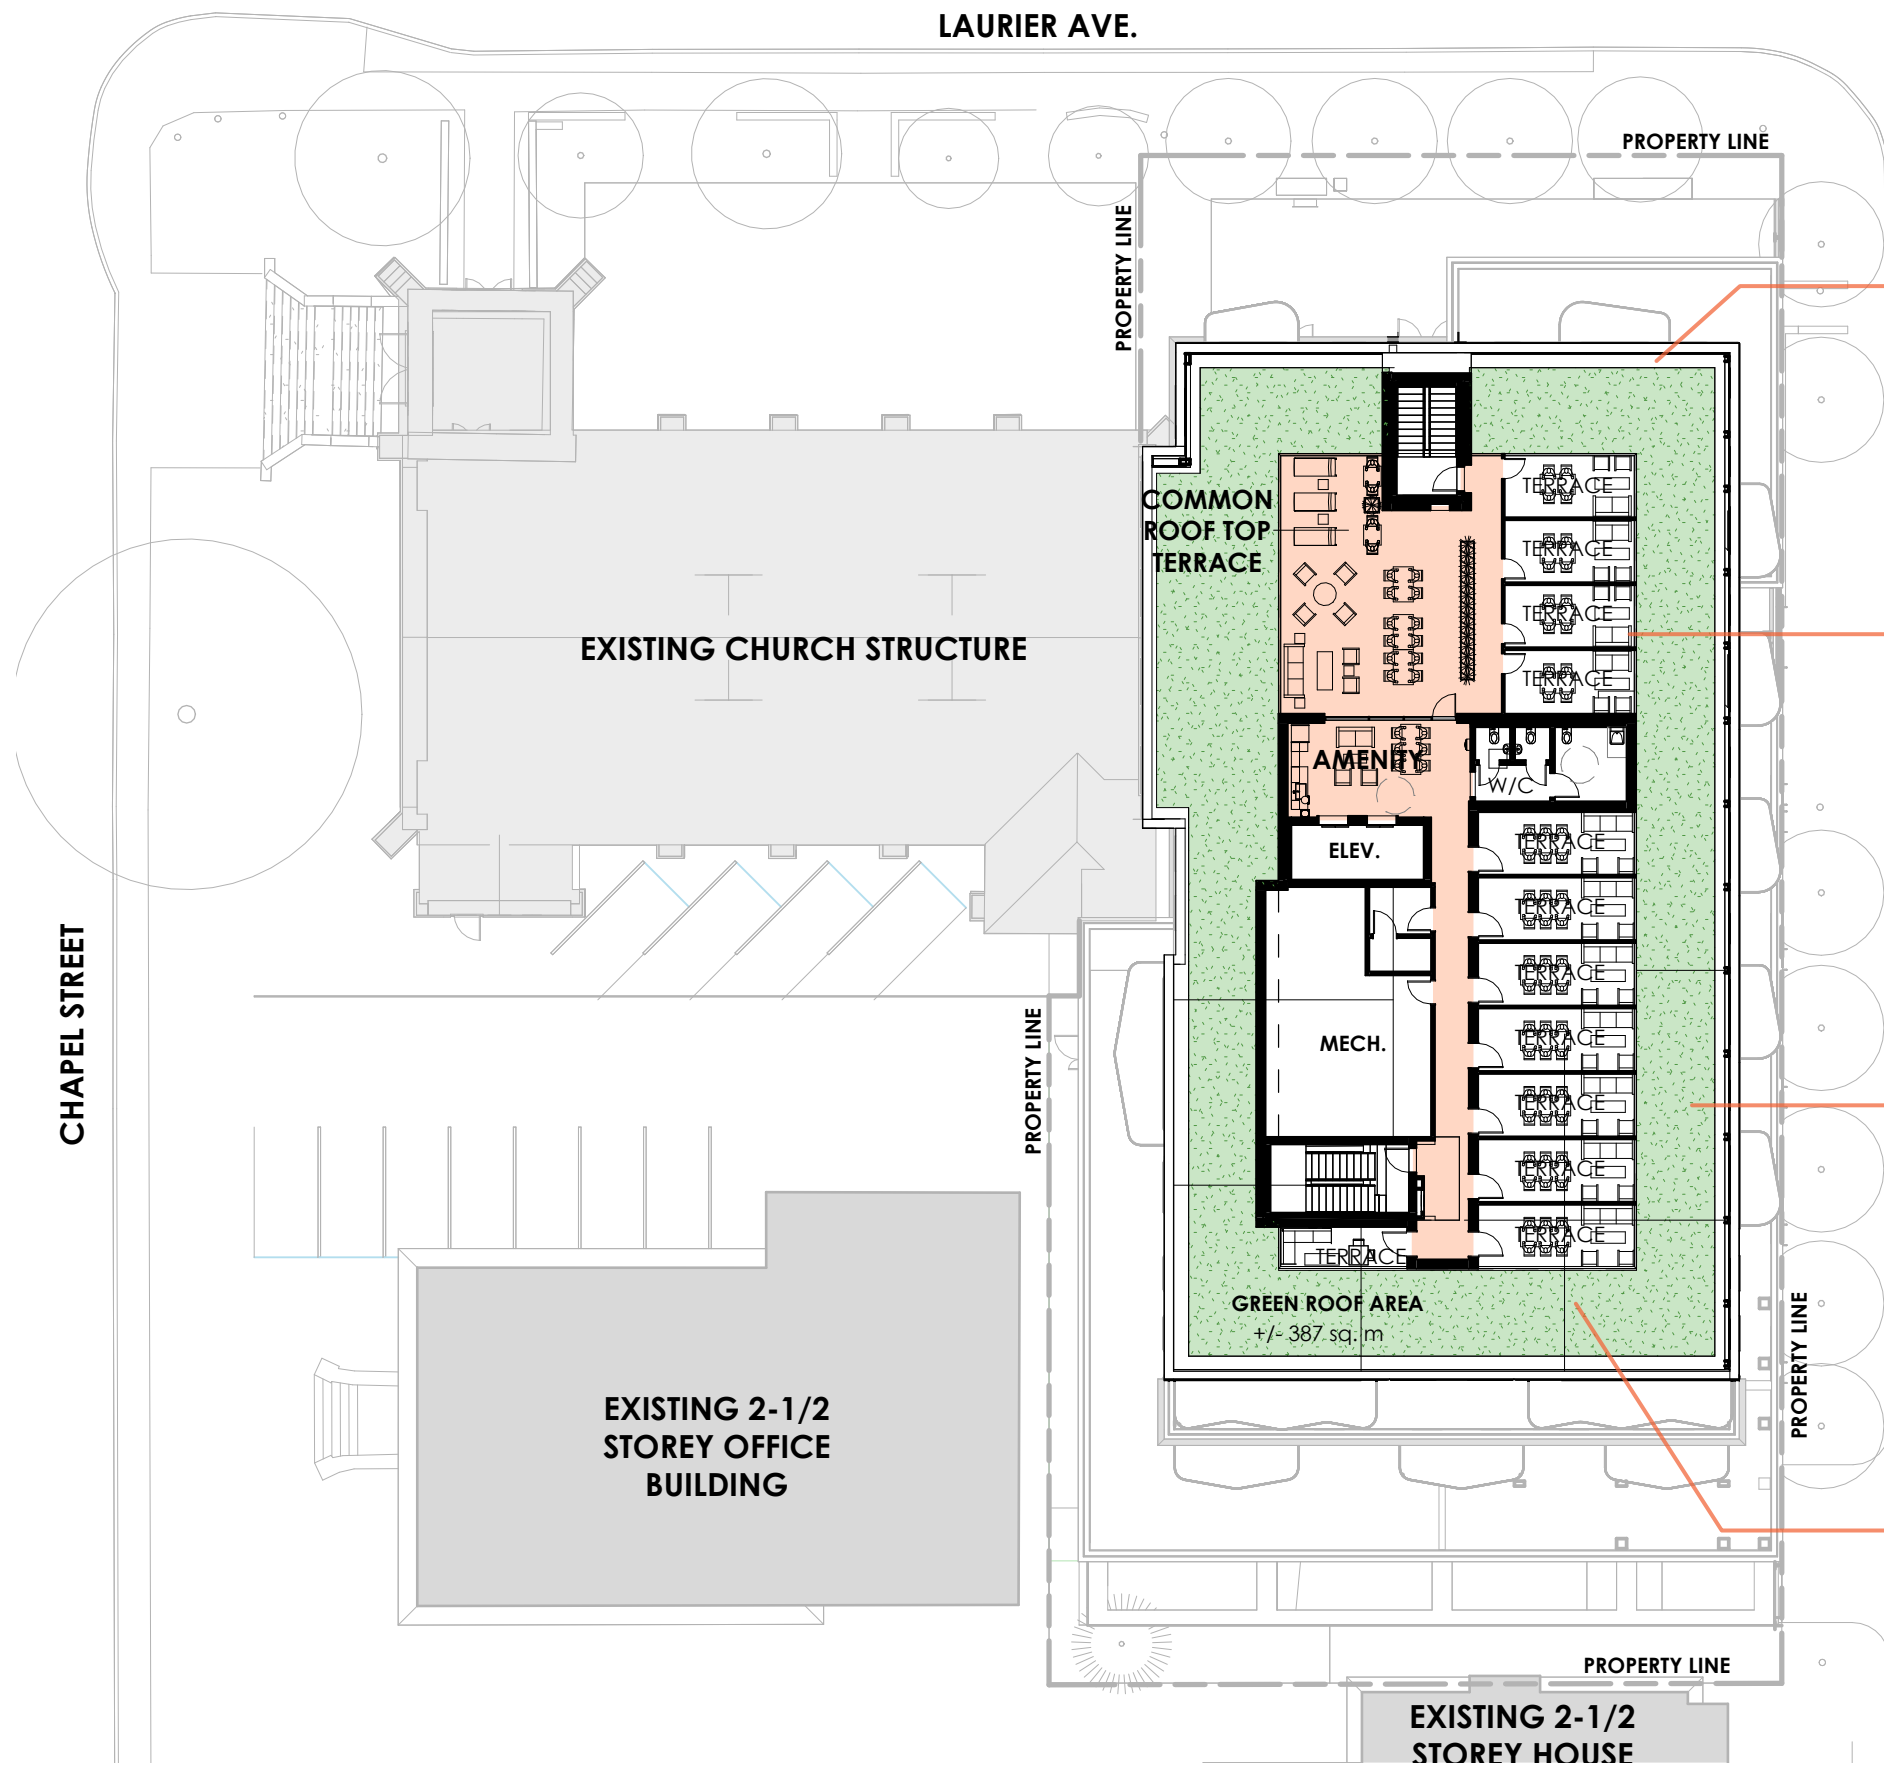 LAURIER AVE.
PROPERTY LINE
PROPERTY LINE
COMMON
ROOF TOP
TERRACE
TERRACE
TERRACE
TERRACE
TERRACE
EXISTING CHURCH STRUCTURE
AMENITY
W/C
ELEV.
TERRACE
TERRACE
TERRACE
TERRACE
TERRACE
TERRACE
TERRACE
MECH.
CHAPEL STREET
PROPERTY LINE
TERRACE
GREEN ROOF AREA
+/- 387 sq. m
PROPERTY LINE
EXISTING 2-1/2
STOREY OFFICE
BUILDING
PROPERTY LINE
EXISTING 2-1/2
STOREY HOUSE